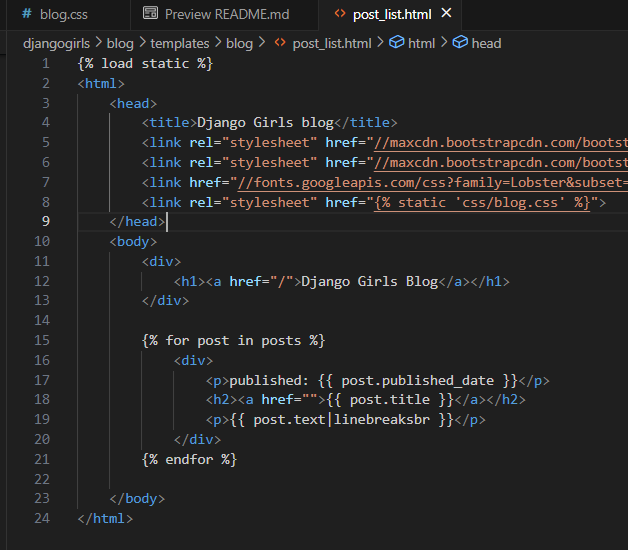 # blog.css Preview README.md <> post_list.html ×
djangogirls > blog > templates > blog > <> post_list.html > html > head
1 {% load static %}
2 <html>
3 <head>
4 <title>Django Girls blog</title>
5 <link rel="stylesheet" href="//maxcdn.bootstrapcdn.com/bootst
6 <link rel="stylesheet" href="//maxcdn.bootstrapcdn.com/bootst
7 <link href="//fonts.googleapis.com/css?family=Lobster&subset=
8 <link rel="stylesheet" href="{% static 'css/blog.css' %}">
9 </head>
10 <body>
11 <div>
12 <h1><a href="/">Django Girls Blog</a></h1>
13 </div>
14
15 {% for post in posts %}
16 <div>
17 <p>published: {{ post.published_date }}</p>
18 <h2><a href="">{{ post.title }}</a></h2>
19 <p>{{ post.text|linebreaksbr }}</p>
20 </div>
21 {% endfor %}
22
23 </body>
24 </html>